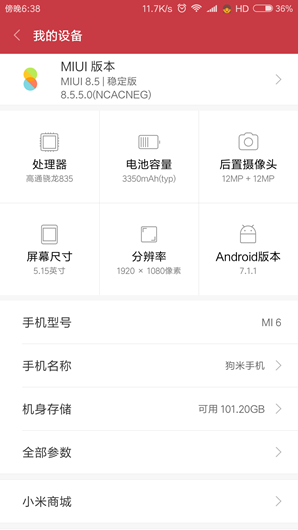 傍晚6:38
11.7K/s
HD
36%
我的设备
MIUI 版本
MIUI 8.5 | 稳定版
8.5.5.0(NCACNEG)
处理器
高通骁龙835
电池容量
3350mAh(typ)
后置摄像头
12MP + 12MP
屏幕尺寸
5.15英寸
分辨率
1920 × 1080像素
Android版本
7.1.1
手机型号
MI 6
手机名称
狗米手机
机身存储
可用 101.20GB
全部参数
小米商城